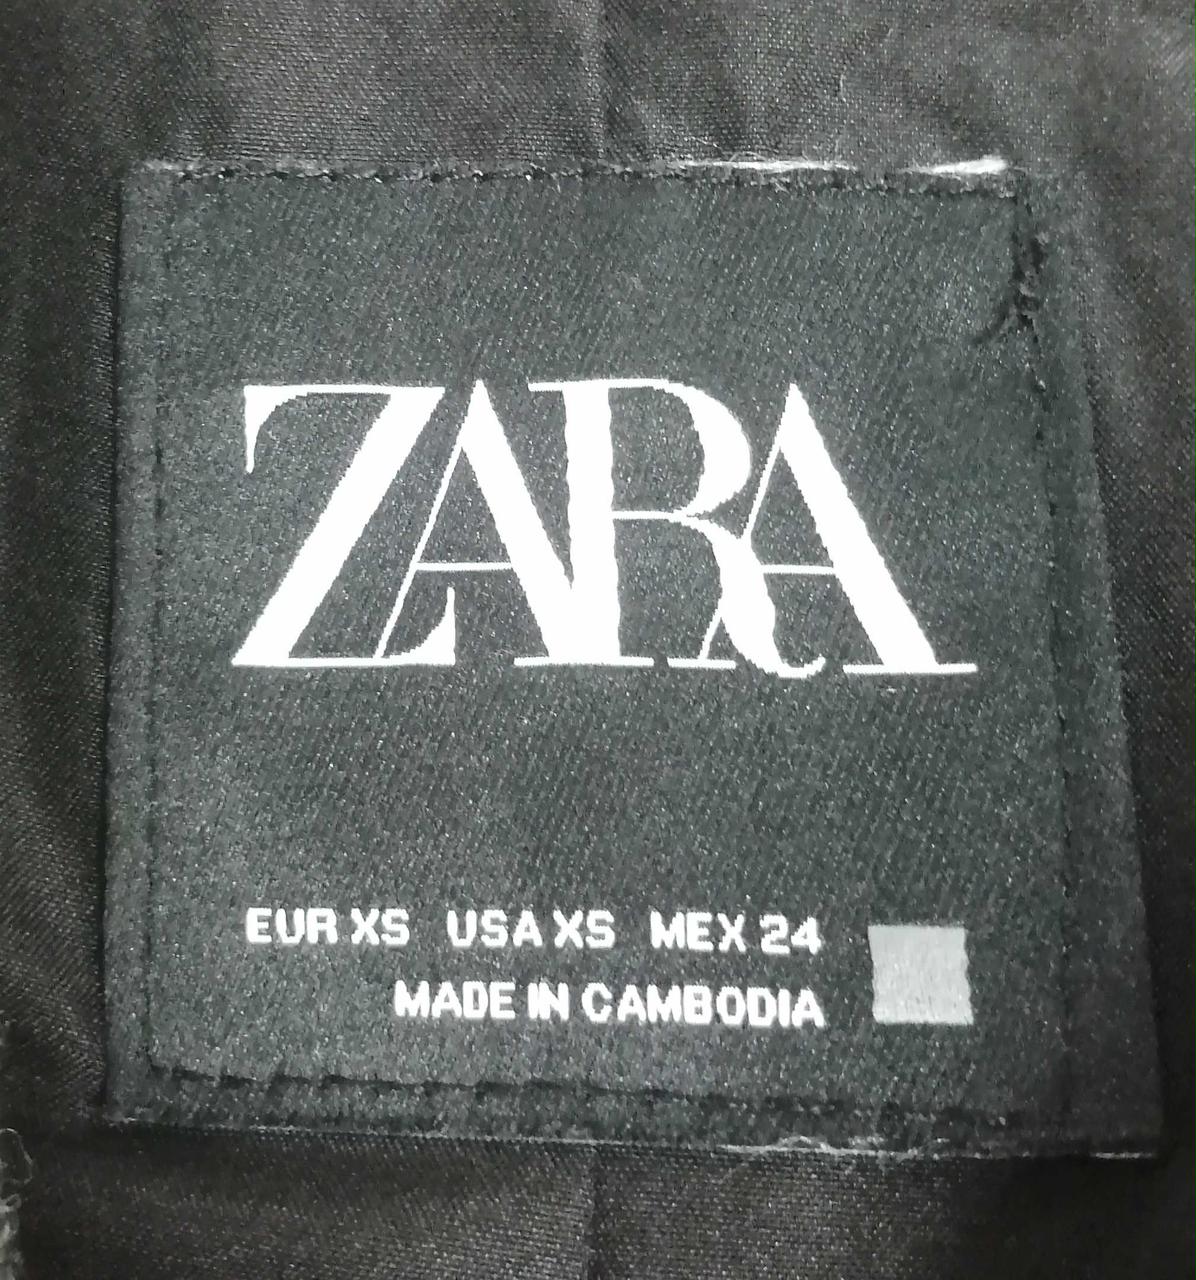 ZARA
EUR XS USA XS MEX 24
MADE IN CAMBODIA